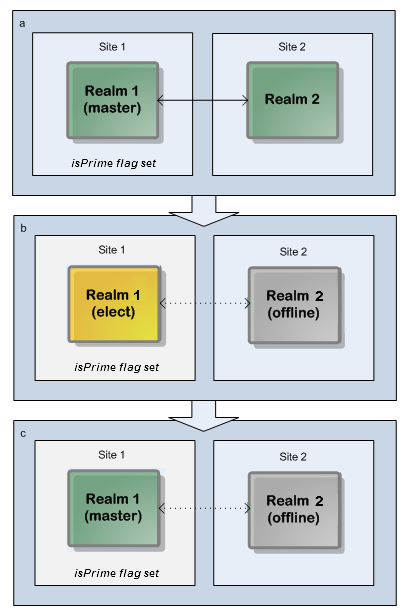 a
Site 1
Site 2
Realm 1
(master)
Realm 2
isPrime flag set
b
Site 1
Site 2
Realm 1
(elect)
Realm 2
(offline)
isPrime flag set
c
Site 1
Site 2
Realm 1
(master)
Realm 2
(offline)
isPrime flag set